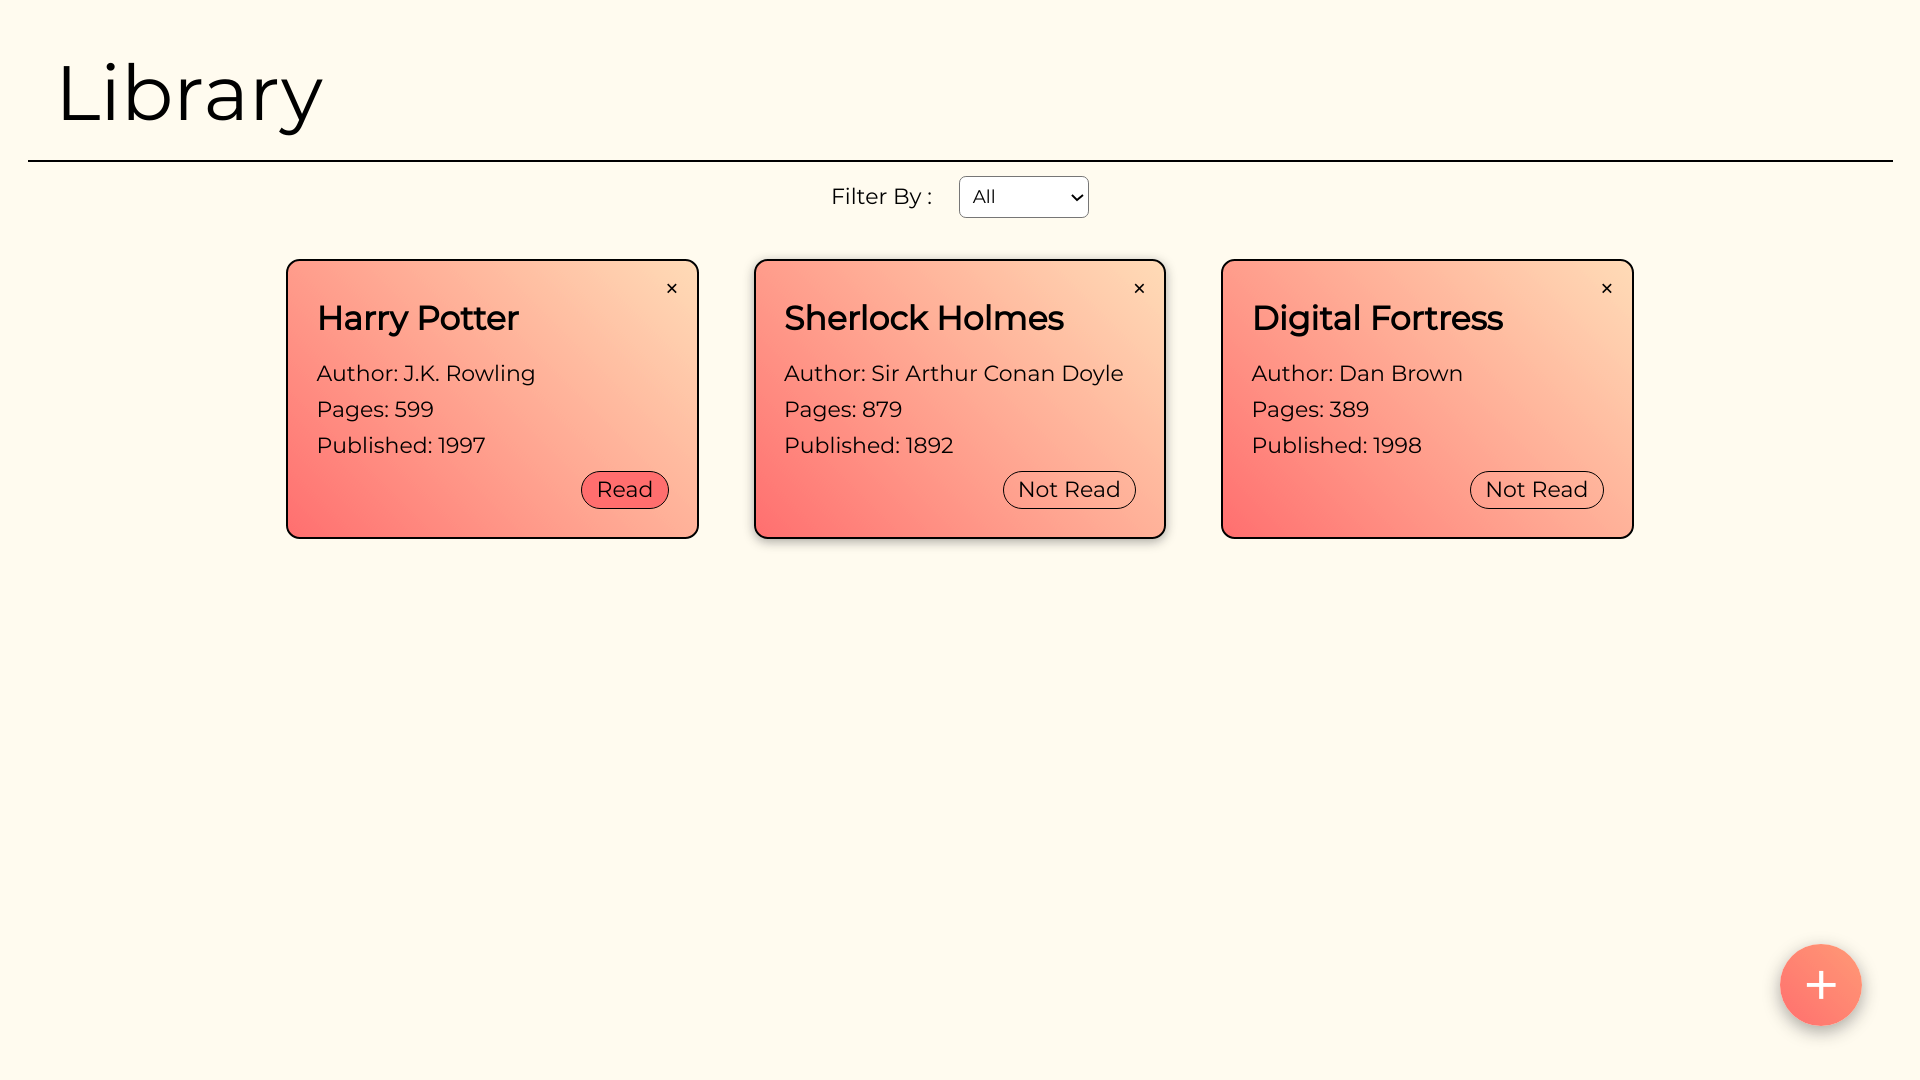 Library
Filter By : All
×
Harry Potter
Author: J.K. Rowling
Pages: 599
Published: 1997
Read
×
Sherlock Holmes
Author: Sir Arthur Conan Doyle
Pages: 879
Published: 1892
Not Read
×
Digital Fortress
Author: Dan Brown
Pages: 389
Published: 1998
Not Read
+